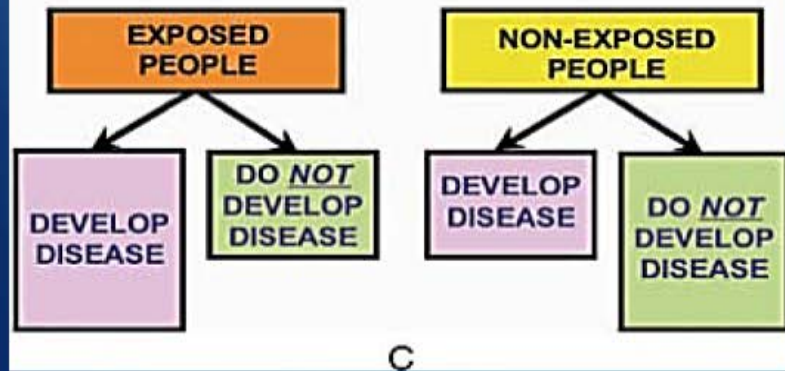 EXPOSED
PEOPLE
NON-EXPOSED
PEOPLE
DEVELOP
DISEASE
DO NOT
DEVELOP
DISEASE
DEVELOP
DISEASE
DO NOT
DEVELOP
DISEASE
C